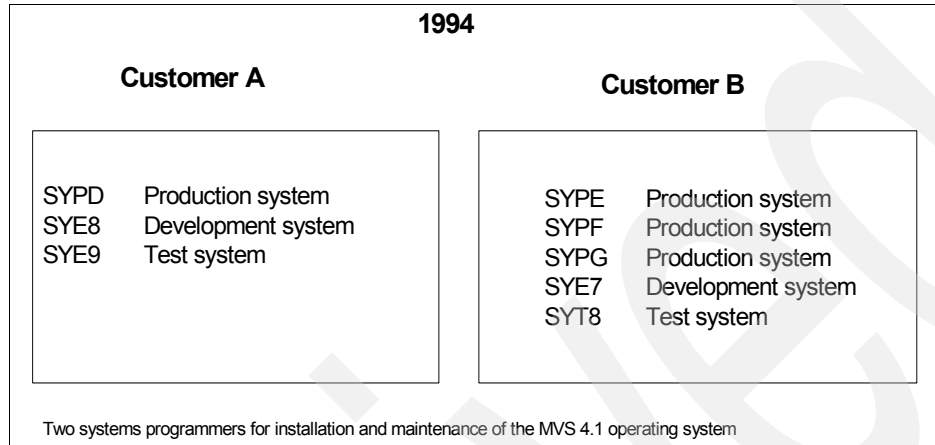 1994
Customer A
Customer B
SYPD Production system
SYE8 Development system
SYE9 Test system
SYPE Production system
SYPF Production system
SYPG Production system
SYE7 Development system
SYT8 Test system
Two systems programmers for installation and maintenance of the MVS 4.1 operating system